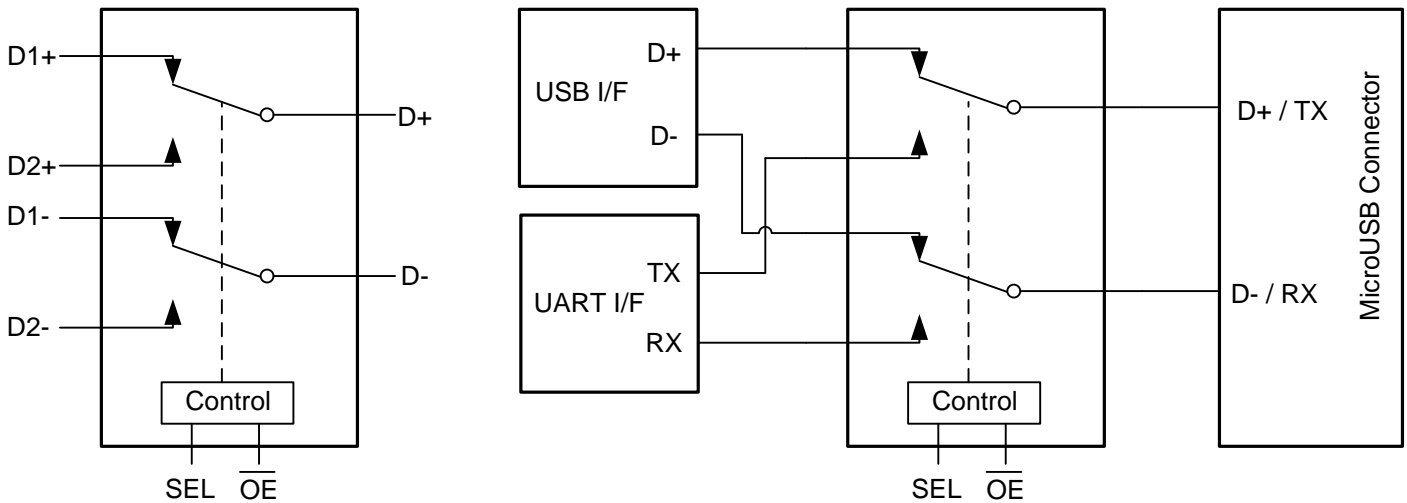 D1+
D+
D2+
D1-
D-
D2-
Control
SEL
OE
USB I/F
D+
D-
UART I/F
TX
RX
Control
SEL
OE
D+ / TX
D- / RX
MicroUSB Connector